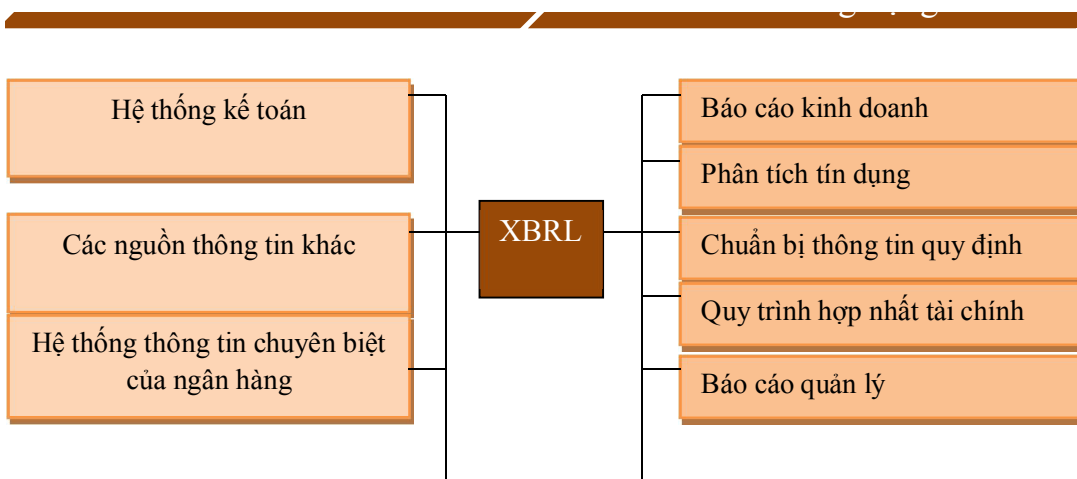 Hệ thống kế toán
Các nguồn thông tin khác
Hệ thống thông tin chuyên biệt
của ngân hàng
XBRL
Báo cáo kinh doanh
Phân tích tín dụng
Chuẩn bị thông tin quy định
Quy trình hợp nhất tài chính
Báo cáo quản lý